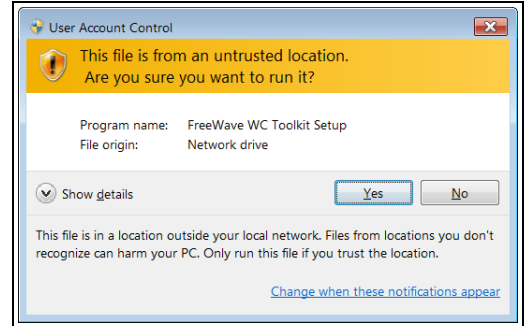 User Account Control
This file is from an untrusted location.
Are you sure you want to run it?
Program name: FreeWave WC Toolkit Setup
File origin: Network drive
Show details Yes No
This file is in a location outside your local network. Files from locations you don't
recognize can harm your PC. Only run this file if you trust the location.
Change when these notifications appear